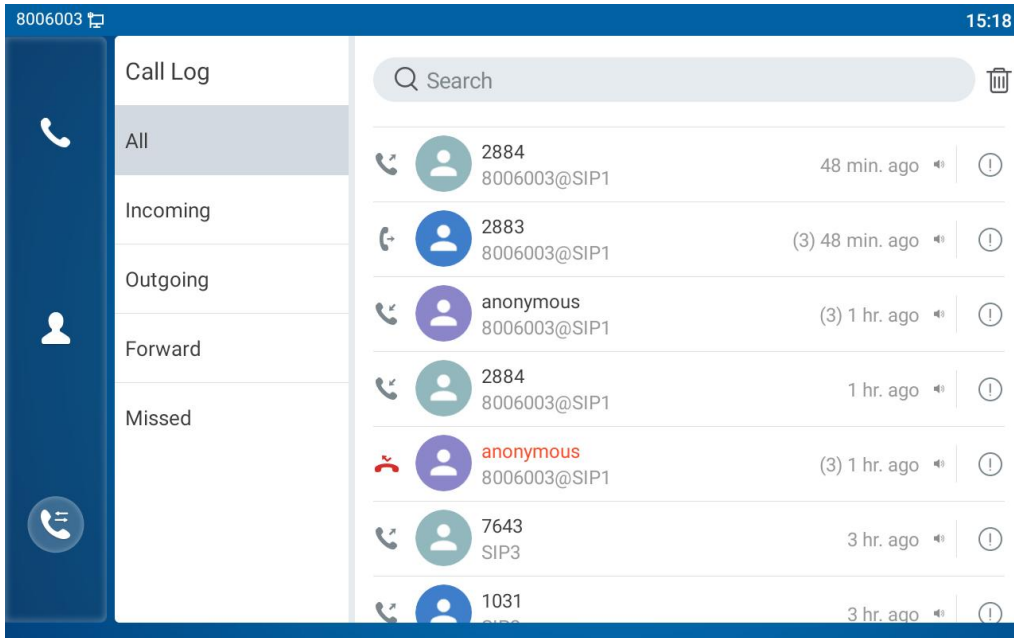 8006003
15:18
Call Log
All
Incoming
Outgoing
Forward
Missed
Search
2884
8006003@SIP1
48 min. ago
2883
8006003@SIP1
(3) 48 min. ago
anonymous
8006003@SIP1
(3) 1 hr. ago
2884
8006003@SIP1
1 hr. ago
anonymous
8006003@SIP1
(3) 1 hr. ago
7643
SIP3
3 hr. ago
1031
3 hr. ago